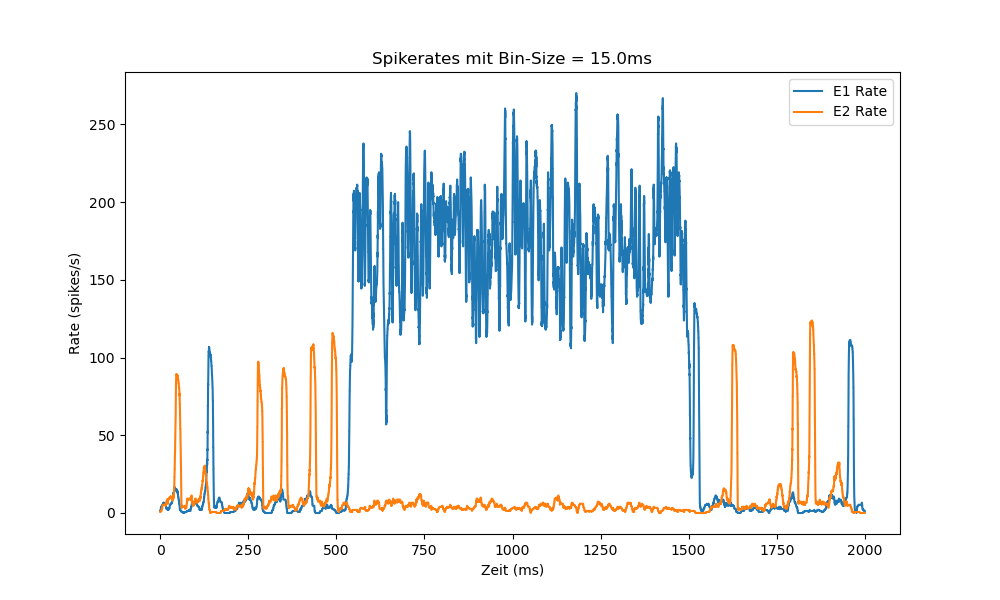 Spikerates mit Bin-Size = 15.0ms
E1 Rate
E2 Rate
Rate (spikes/s)
250
200
150
100
50
0
0 250 500 750 1000 1250 1500 1750 2000
Zeit (ms)